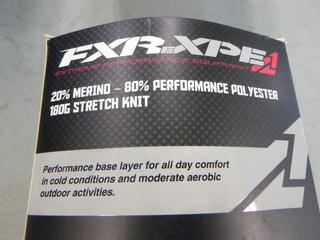 FXR EXPE
EXTREME PERFORMANCE EQUIPMENT
20% MERINO – 80% PERFORMANCE POLYESTER
180G STRETCH KNIT
Performance base layer for all day comfort
in cold conditions and moderate aerobic
outdoor activities.